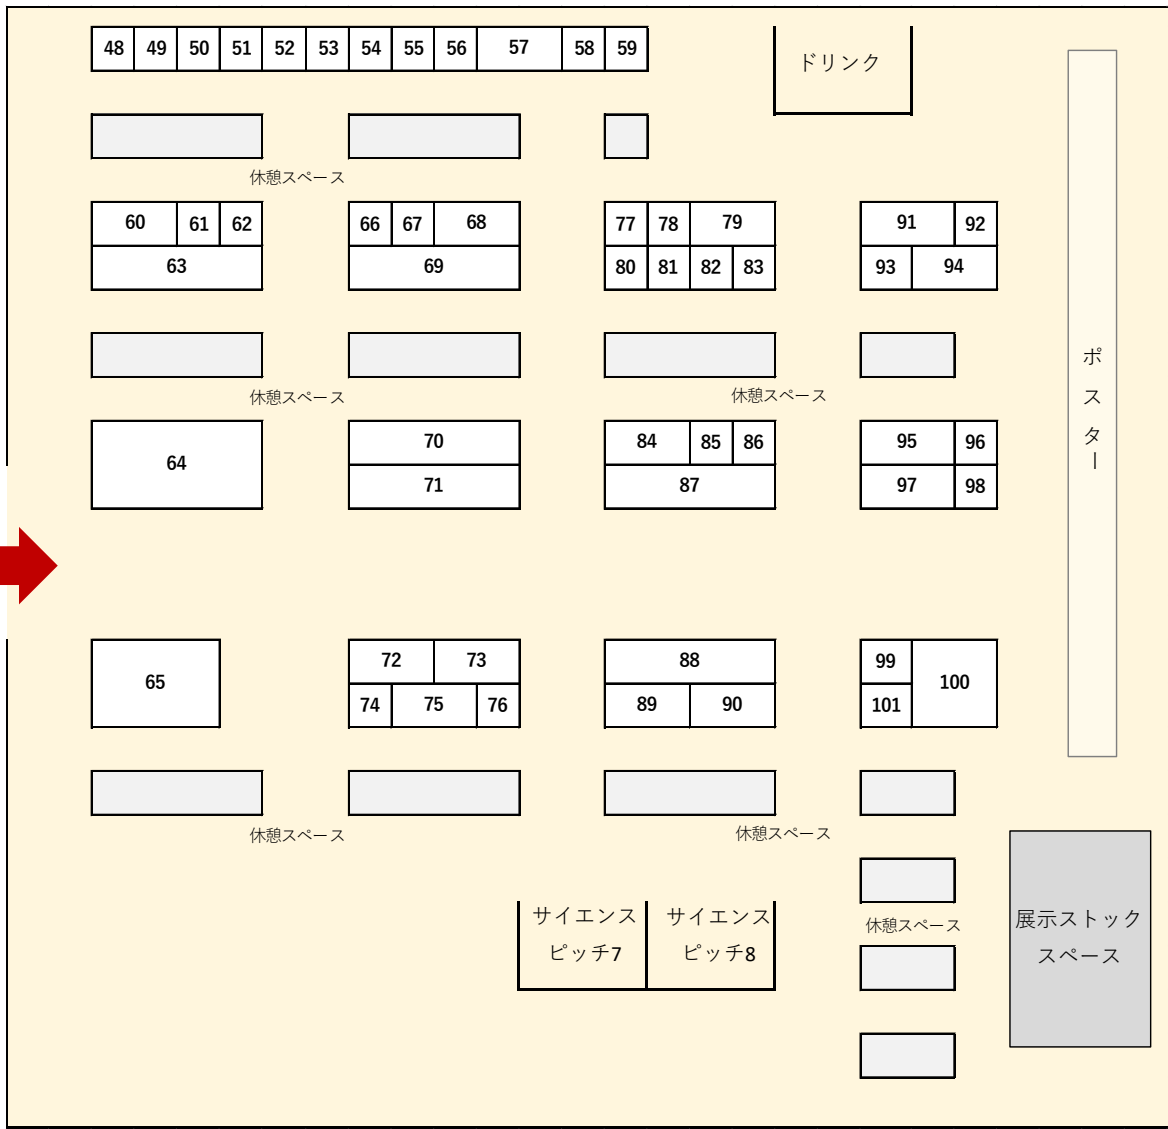 48 49 50 51 52 53 54 55 56 57 58 59
ドリンク
休憩スペース
60 61 62 66 67 68 77 78 79 91 92
63 69 80 81 82 83 93 94
休憩スペース 休憩スペース
ポスター
70 84 85 86 95 96
64
71 87 97 98
72 73 88 99
65 100
74 75 76 89 90 101
休憩スペース 休憩スペース
サイエンス サイエンス
ピッチ7 ピッチ8
休憩スペース
展示ストック
スペース